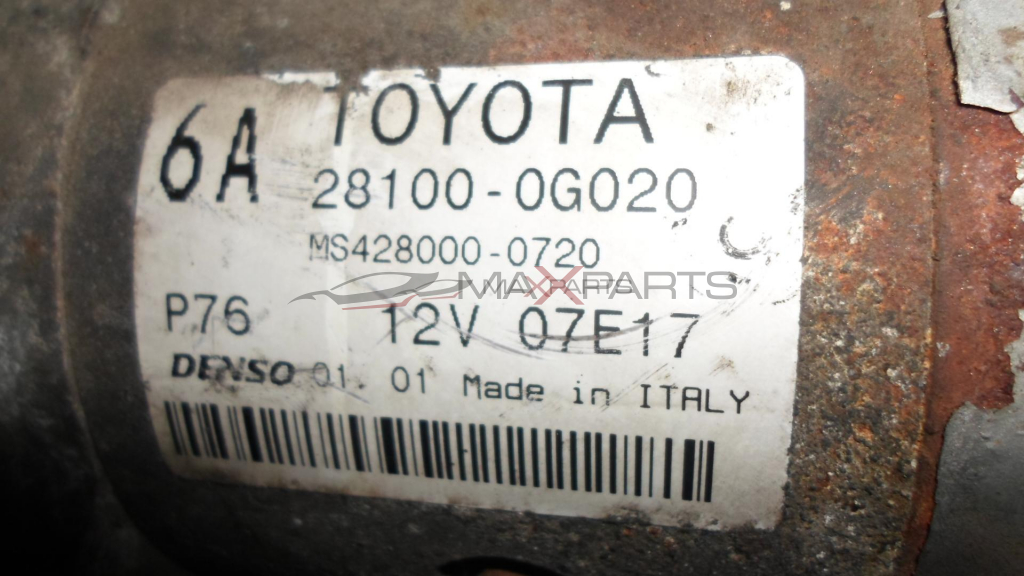 6A TOYOTA
28100-0G020
MS428000-0720
MAXPARTS
P76 12V 07E17
DENSO 01. 01 Made in ITALY